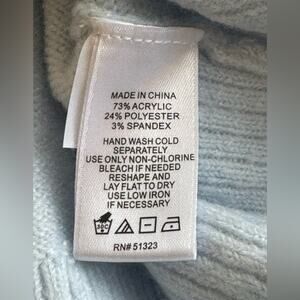 MADE IN CHINA
73% ACRYLIC
24% POLYESTER
3% SPANDEX
HAND WASH COLD
SEPARATELY
USE ONLY NON-CHLORINE
BLEACH IF NEEDED
RESHAPE AND
LAY FLAT TO DRY
USE LOW IRON
IF NECESSARY
RN# 51323